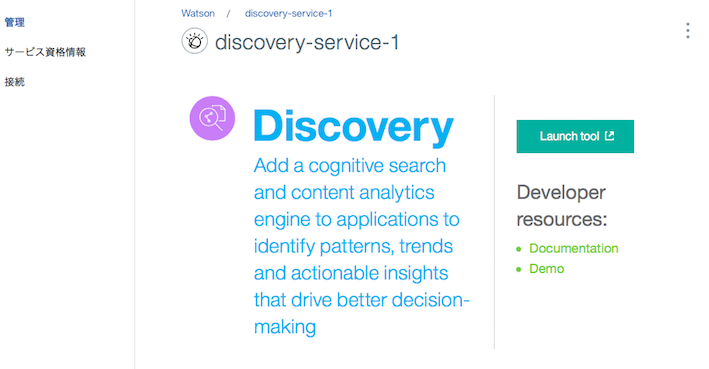 管理
サービス資格情報
接続
Watson / discovery-service-1
discovery-service-1
Discovery
Add a cognitive search
and content analytics
engine to applications to
identify patterns, trends
and actionable insights
that drive better decision-
making
Launch tool
Developer
resources:
Documentation
Demo